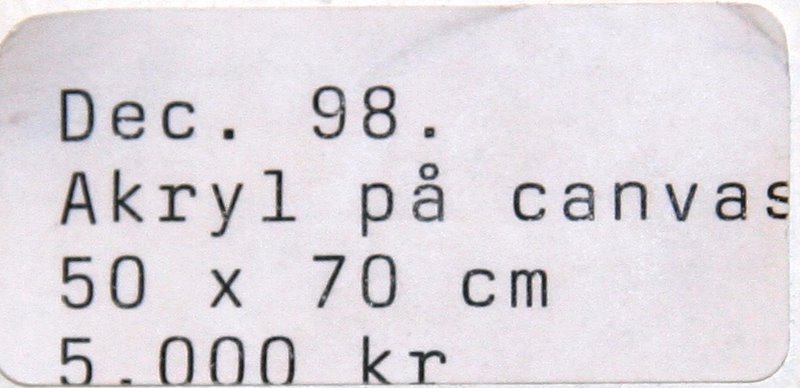 Dec. 98.
Akryl på canvas
50 x 70 cm
5.000 kr